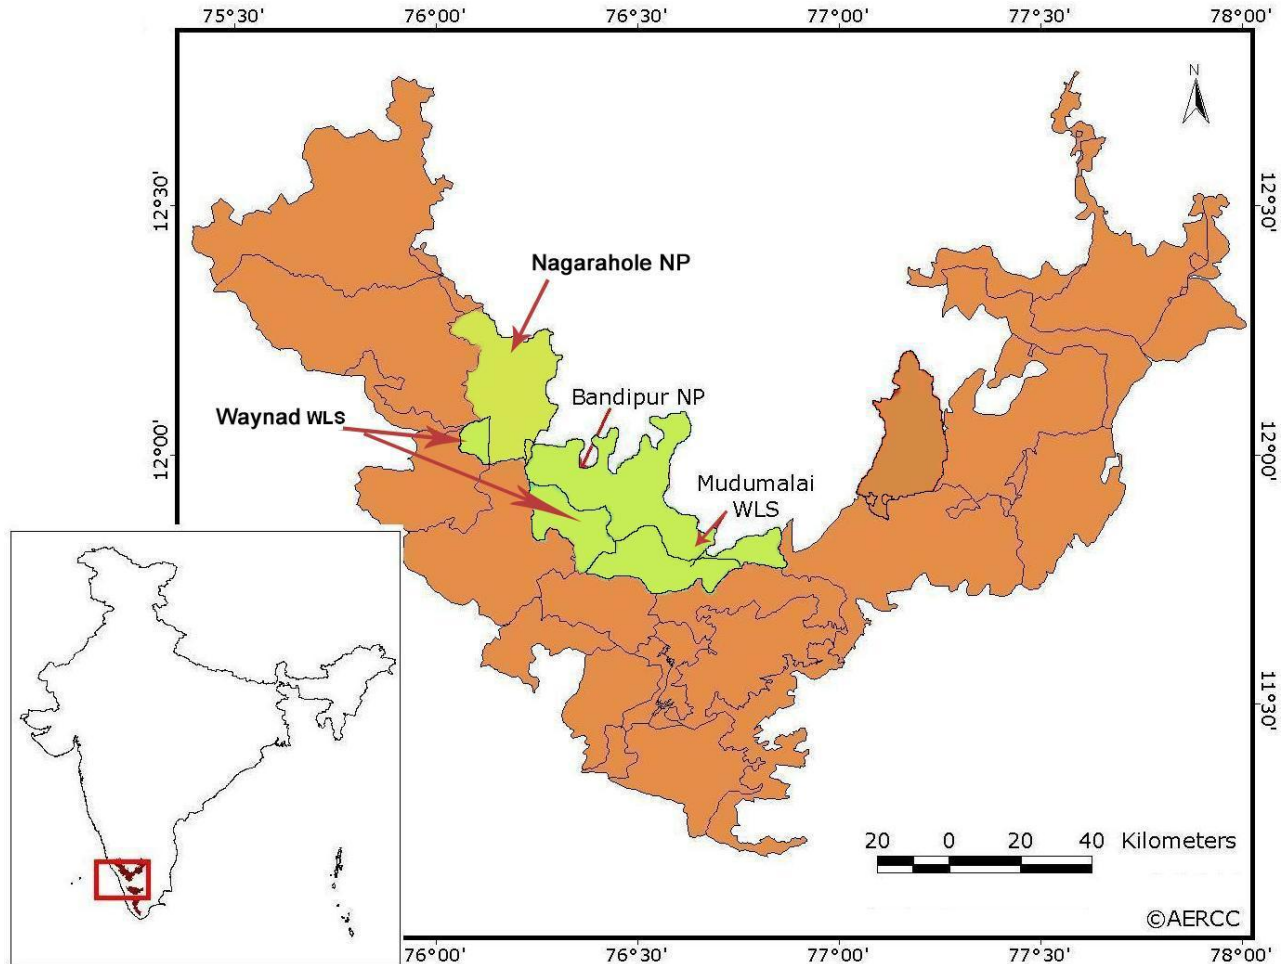 75°30' 76°00' 76°30' 77°00' 77°30' 78°00'
N
12°30' 12°30'
Nagarahole NP
Bandipur NP
Waynad WLS
12°00' 12°00'
Mudumalai
WLS
11°30'
20 0 20 40 Kilometers
©AERCC
76°00' 76°30' 77°00' 77°30' 78°00'